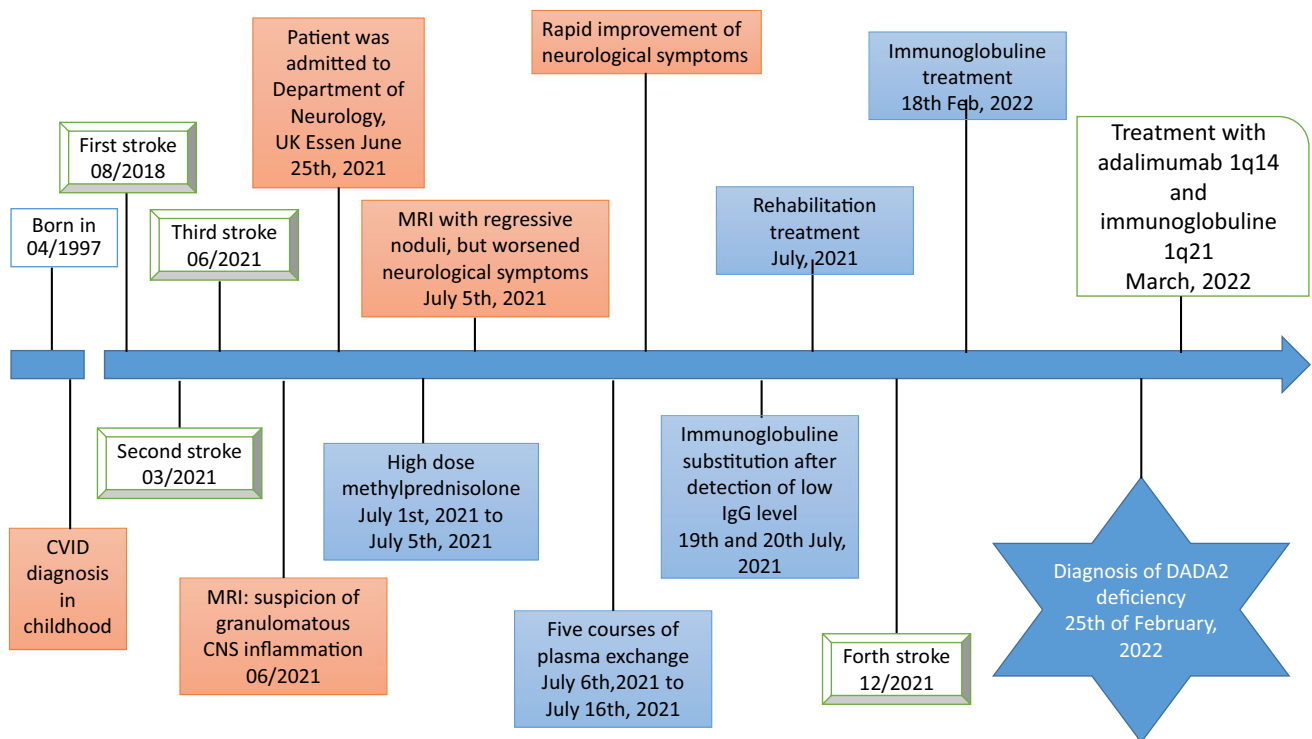 Born in
04/1997
CVID
diagnosis
in
childhood
First stroke
08/2018
Second stroke
03/2021
Third stroke
06/2021
MRI: suspicion of
granulomatous
CNS inflammation
06/2021
Patient was
admitted to
Department of
Neurology,
UK Essen June
25th, 2021
High dose
methylprednisolone
July 1st, 2021 to
July 5th, 2021
MRI with regressive
noduli, but worsened
neurological symptoms
July 5th, 2021
Five courses of
plasma exchange
July 6th,2021 to
July 16th, 2021
Rapid improvement of
neurological symptoms
Immunoglobuline
substitution after
detection of low
IgG level
19th and 20th July,
2021
Rehabilitation
treatment
July, 2021
Forth stroke
12/2021
Immunoglobuline
treatment
18th Feb, 2022
Diagnosis of DADA2
deficiency
25th of February,
2022
Treatment with
adalimumab 1q14
and
immunoglobuline
1q21
March, 2022